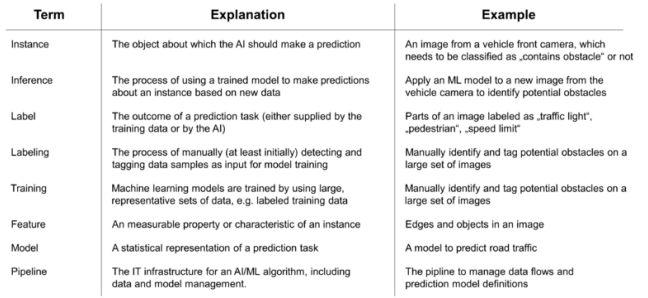 Term Explanation Example
Instance The object about which the AI should make a prediction An image from a vehicle front camera, which
needs to be classified as „contains obstacle“ or not
Inference The process of using a trained model to make predictions Apply an ML model to a new image from the
about an instance based on new data vehicle camera to identify potential obstacles
Label The outcome of a prediction task (either supplied by the Parts of an image labeled as „traffic light“,
training data or by the AI) „pedestrian“, „speed limit“
Labeling The process of manually (at least initially) detecting and Manually identify and tag potential obstacles on a
tagging data samples as input for model training large set of images
Training Machine learning models are trained by using large, Manually identify and tag potential obstacles on a
representative sets of data, e.g. labeled training data large set of images
Feature An measurable property or characteristic of an instance Edges and objects in an image
Model A statistical representation of a prediction task A model to predict road traffic
Pipeline The IT infrastructure for an AI/ML algorithm, including The pipline to manage data flows and
data and model management. prediction model definitions